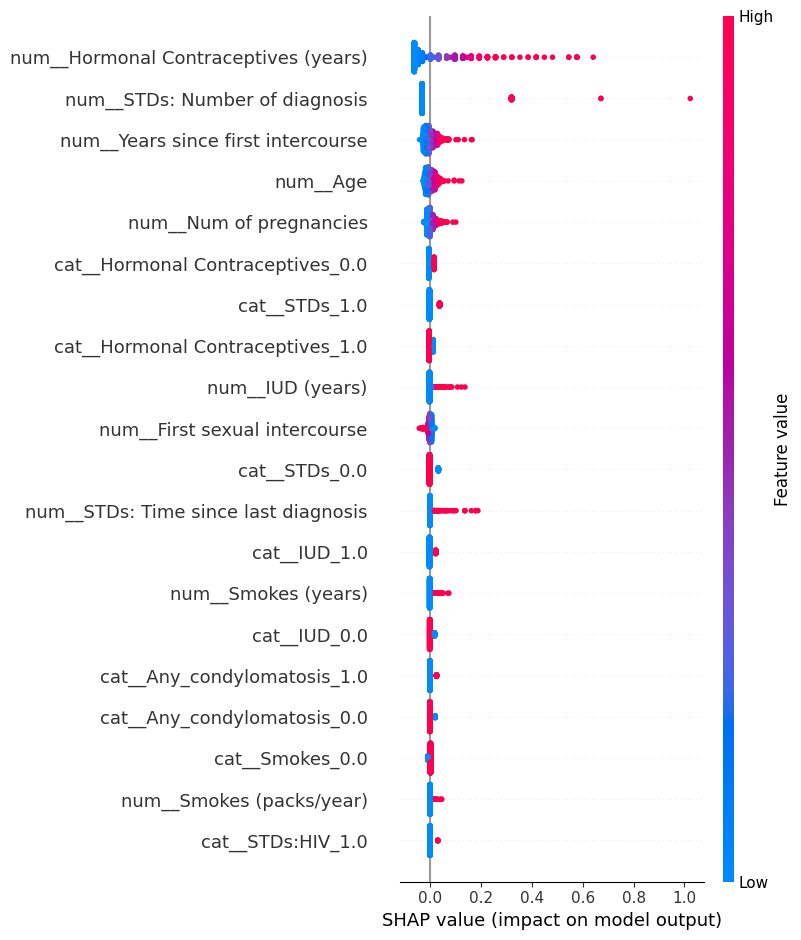 High
num__Hormonal Contraceptives (years)
num__STDs: Number of diagnosis
num__Years since first intercourse
num__Age
num__Num of pregnancies
cat__Hormonal Contraceptives_0.0
cat__STDs_1.0
cat__Hormonal Contraceptives_1.0
num__IUD (years)
num__First sexual intercourse
cat__STDs_0.0
num__STDs: Time since last diagnosis
cat__IUD_1.0
num__Smokes (years)
cat__IUD_0.0
cat__Any_condylomatosis_1.0
cat__Any_condylomatosis_0.0
cat__Smokes_0.0
num__Smokes (packs/year)
cat__STDs:HIV_1.0
Feature value
Low
0.0 0.2 0.4 0.6 0.8 1.0
SHAP value (impact on model output)